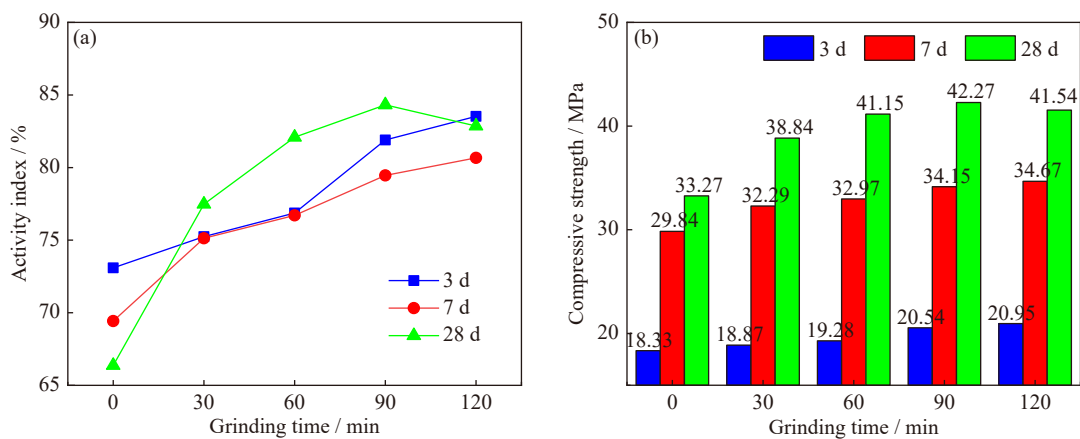 (a)
90
85
80
75
70
65
Activity index / %
0 30 60 90 120
Grinding time / min
3 d
7 d
28 d
(b)
50
40
30
20
Compressive strength / MPa
3 d 7 d 28 d
18.33 29.84 33.27
18.87 32.29 38.84
19.28 32.97 41.15
20.54 34.15 42.27
20.95 34.67 41.54
0 30 60 90 120
Grinding time / min